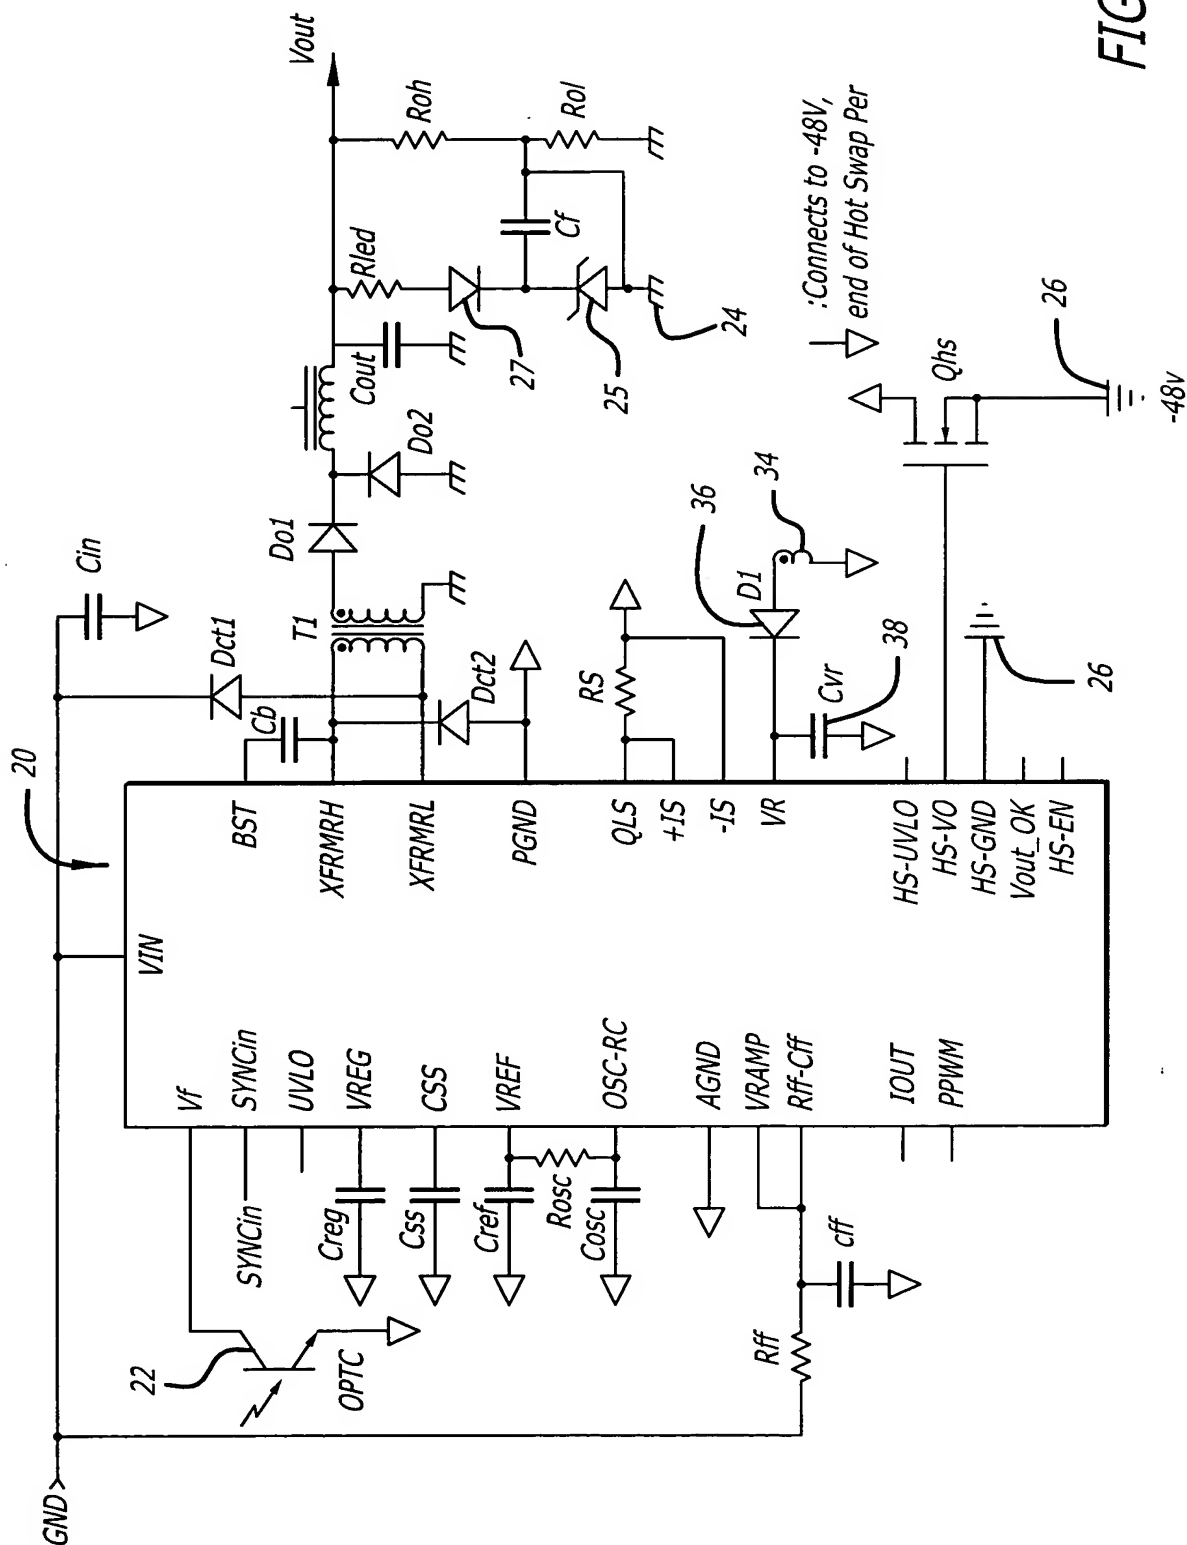 FIG
GND
20
VIN
Cin
Dct1
Cb
T1
Dct2
Do1
Do2
Cout
Rled
27
25
24
Cf
Roh
Rol
Vout
22
OPTC
SYNCin
Creg
Css
Cref
Rosc
Cosc
Rff
cff
Vf
SYNCin
UVLO
VREG
CSS
VREF
OSC-RC
AGND
VRAMP
Rff-Cff
IOUT
PPWM
BST
XFRMRH
XFRMRL
PGND
QLS
+IS
-IS
VR
HS-UVLO
HS-VO
HS-GND
Vout_OK
HS-EN
RS
36
D1
34
Cvr
38
26
:Connects to -48V,
end of Hot Swap Per
Qhs
26
-48v